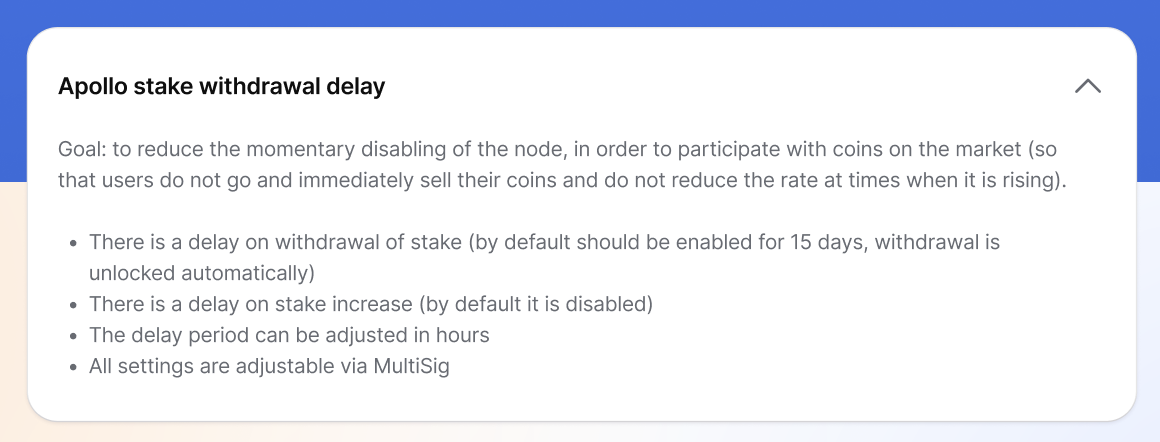 Apollo stake withdrawal delay
Goal: to reduce the momentary disabling of the node, in order to participate with coins on the market (so
that users do not go and immediately sell their coins and do not reduce the rate at times when it is rising).
• There is a delay on withdrawal of stake (by default should be enabled for 15 days, withdrawal is
unlocked automatically)
• There is a delay on stake increase (by default it is disabled)
• The delay period can be adjusted in hours
• All settings are adjustable via MultiSig